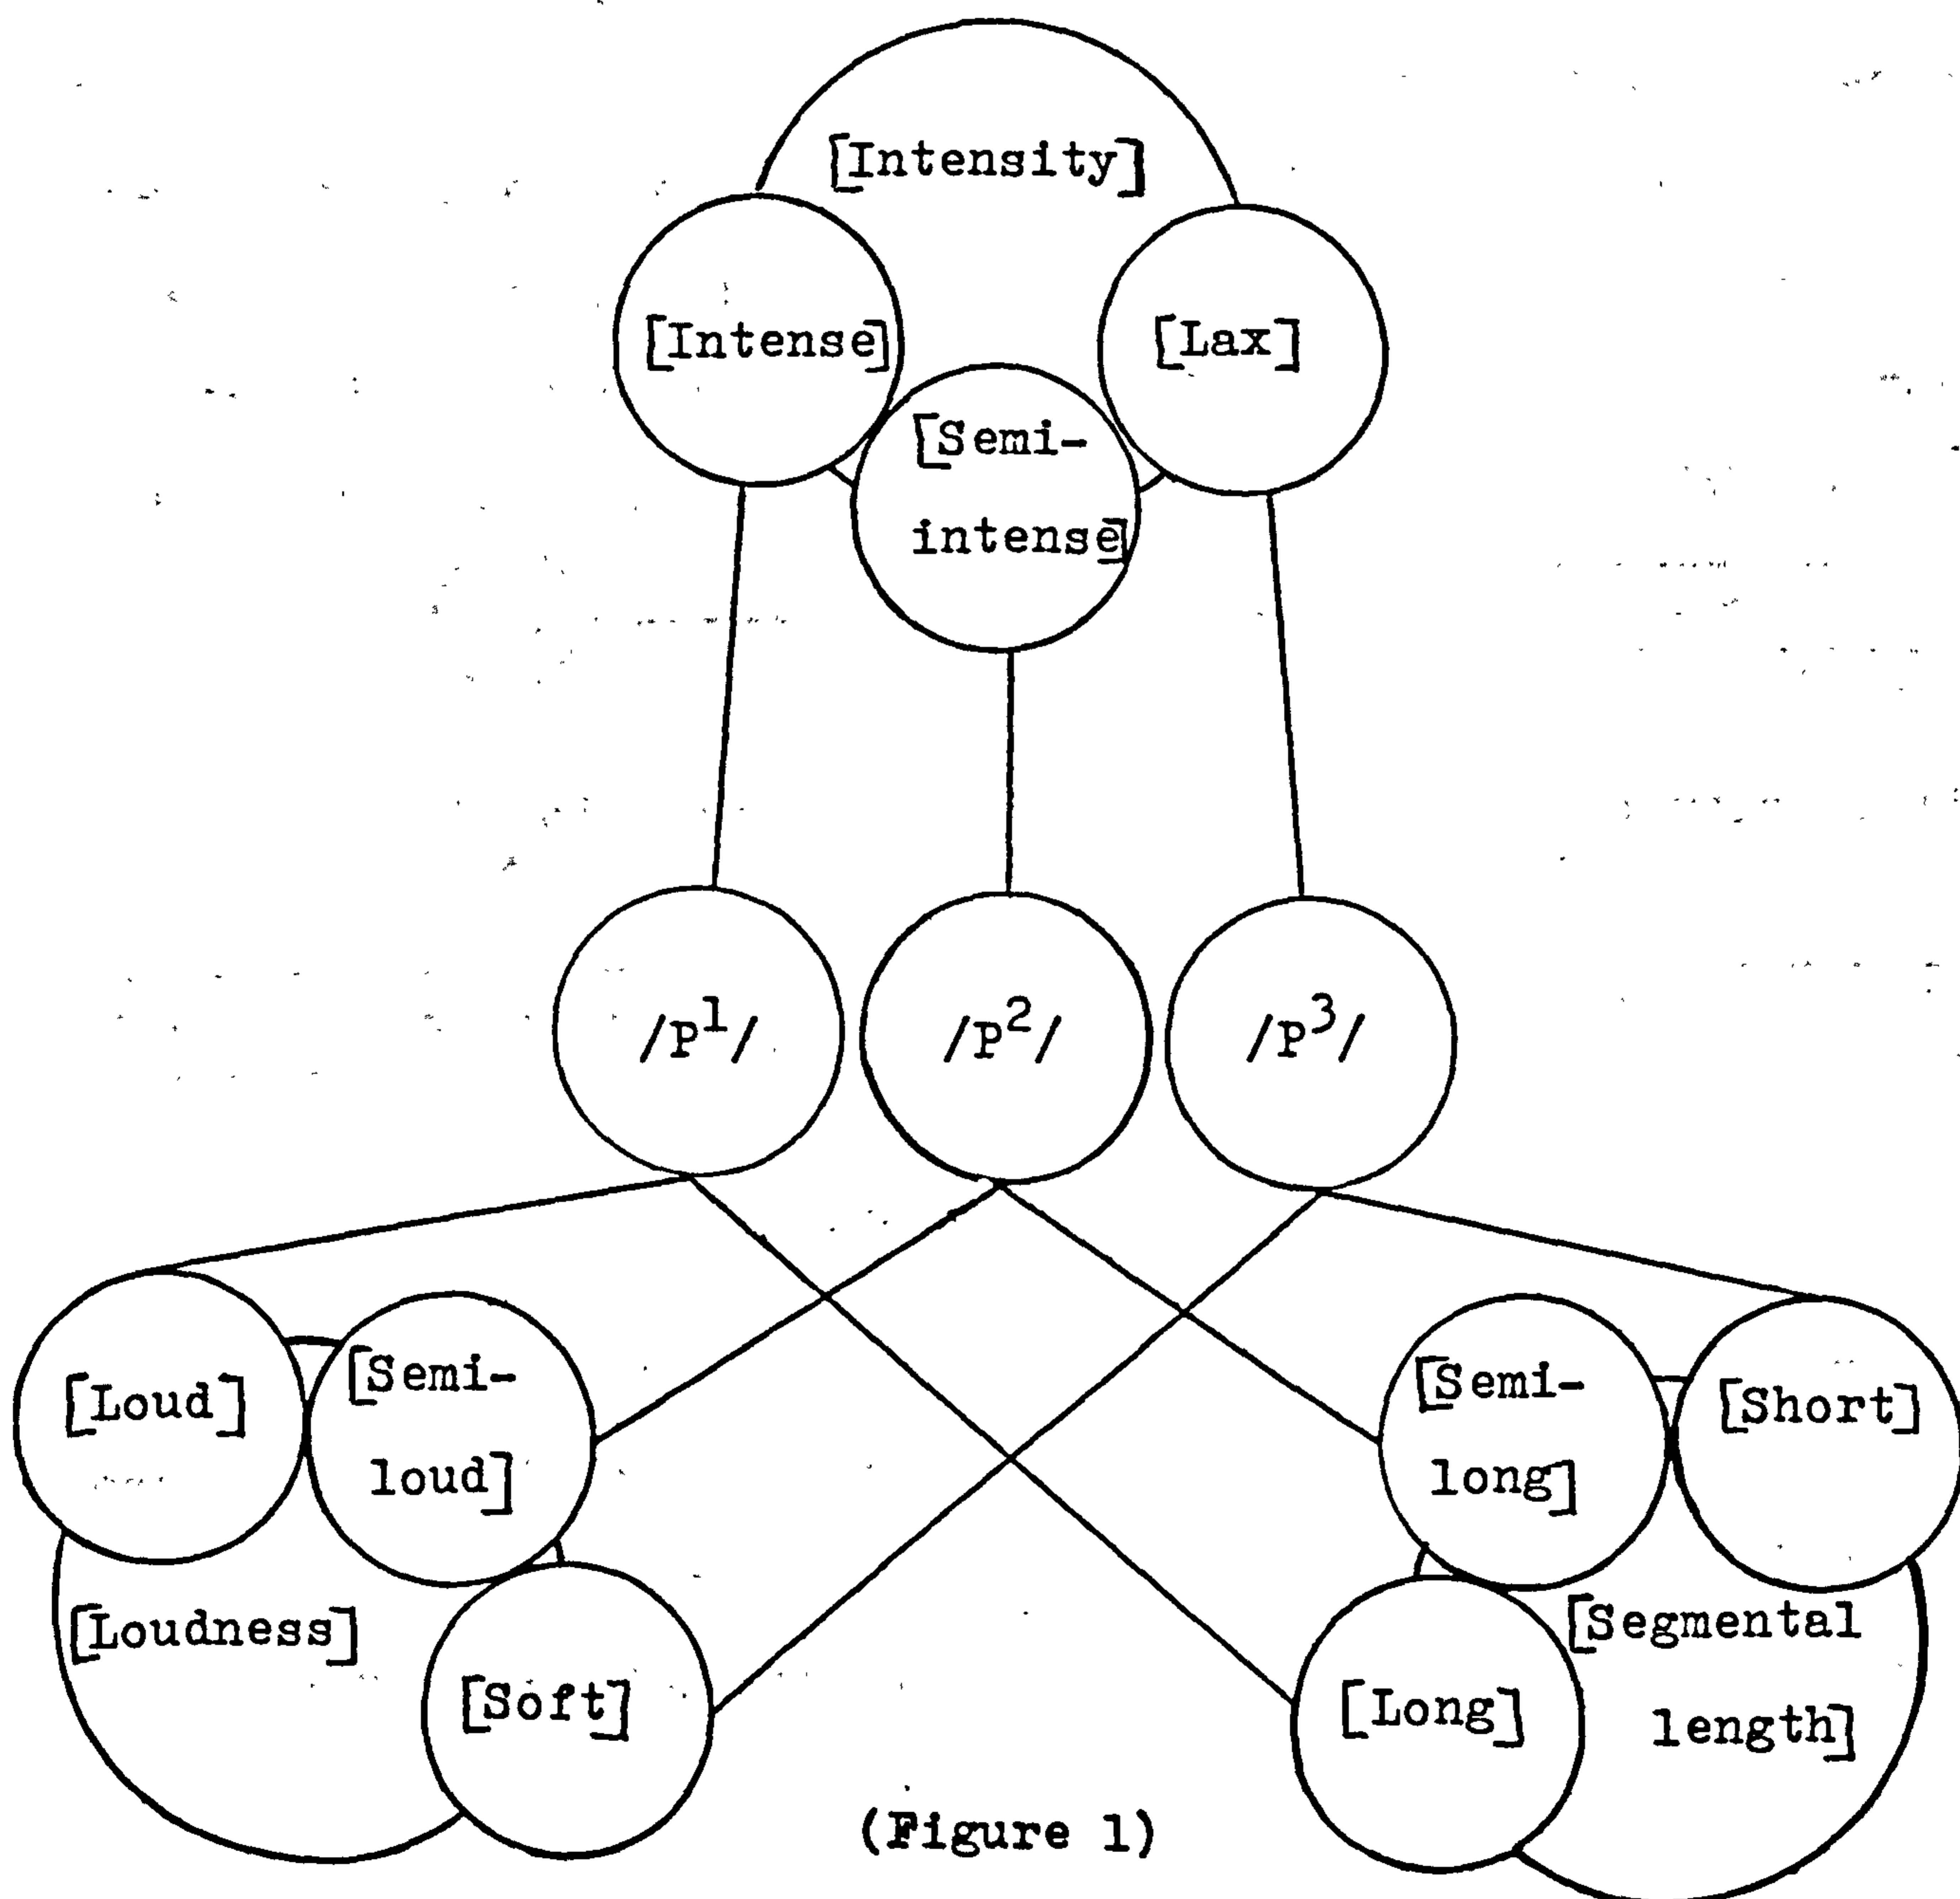 [Intensity]
[Intense]
[Lax]
[Semi-
intense]
/P¹/
/P²/
/P³/
[Loud]
[Semi-
loud]
[Semi-
long]
[Short]
[Loudness]
[Soft]
[Long]
[Segmental
length]
(Figure 1)